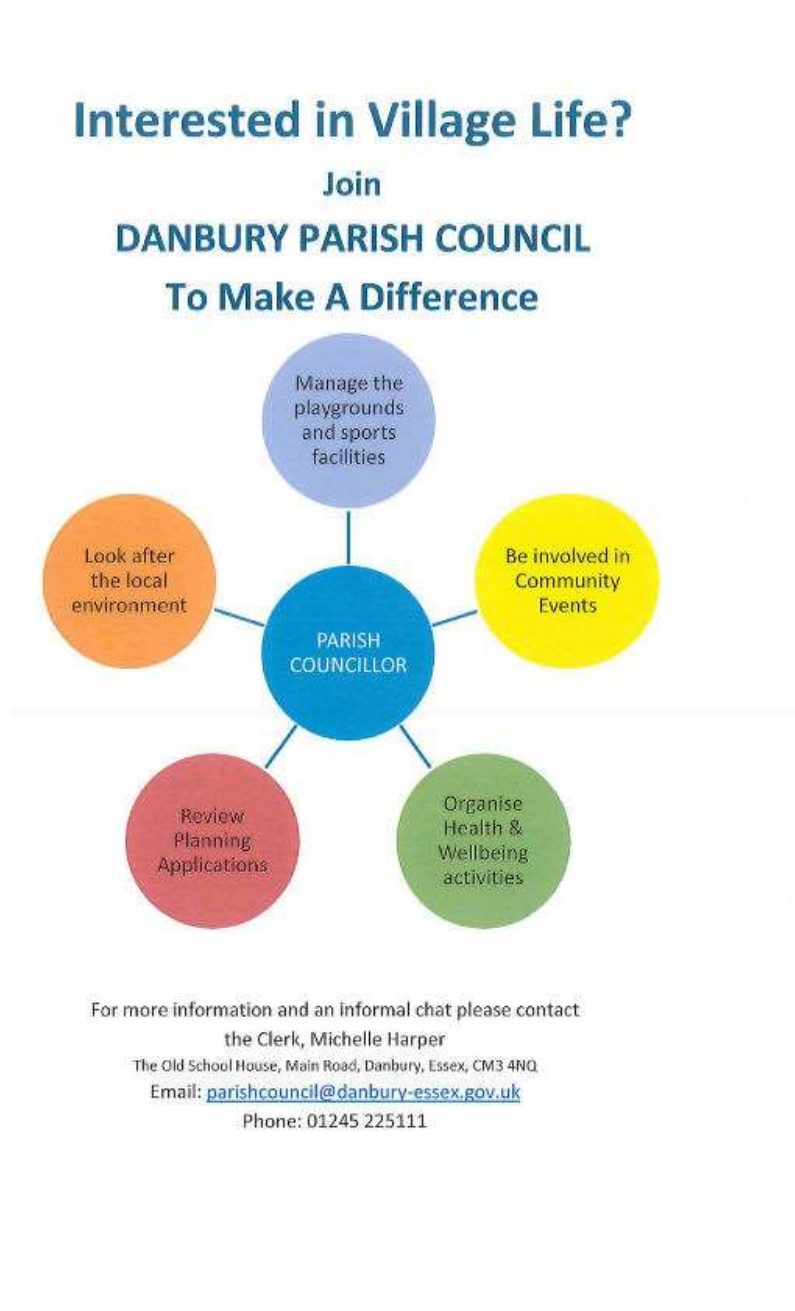 Interested in Village Life?
Join
DANBURY PARISH COUNCIL
To Make A Difference
Manage the
playgrounds
and sports
facilities
Look after
the local
environment
Be involved in
Community
Events
PARISH
COUNCILLOR
Review
Planning
Applications
Organise
Health &
Wellbeing
activities
For more information and an informal chat please contact
the Clerk, Michelle Harper
The Old School House, Main Road, Danbury, Essex, CM3 4NQ
Email: parishcouncil@danbury-essex.gov.uk
Phone: 01245 225111